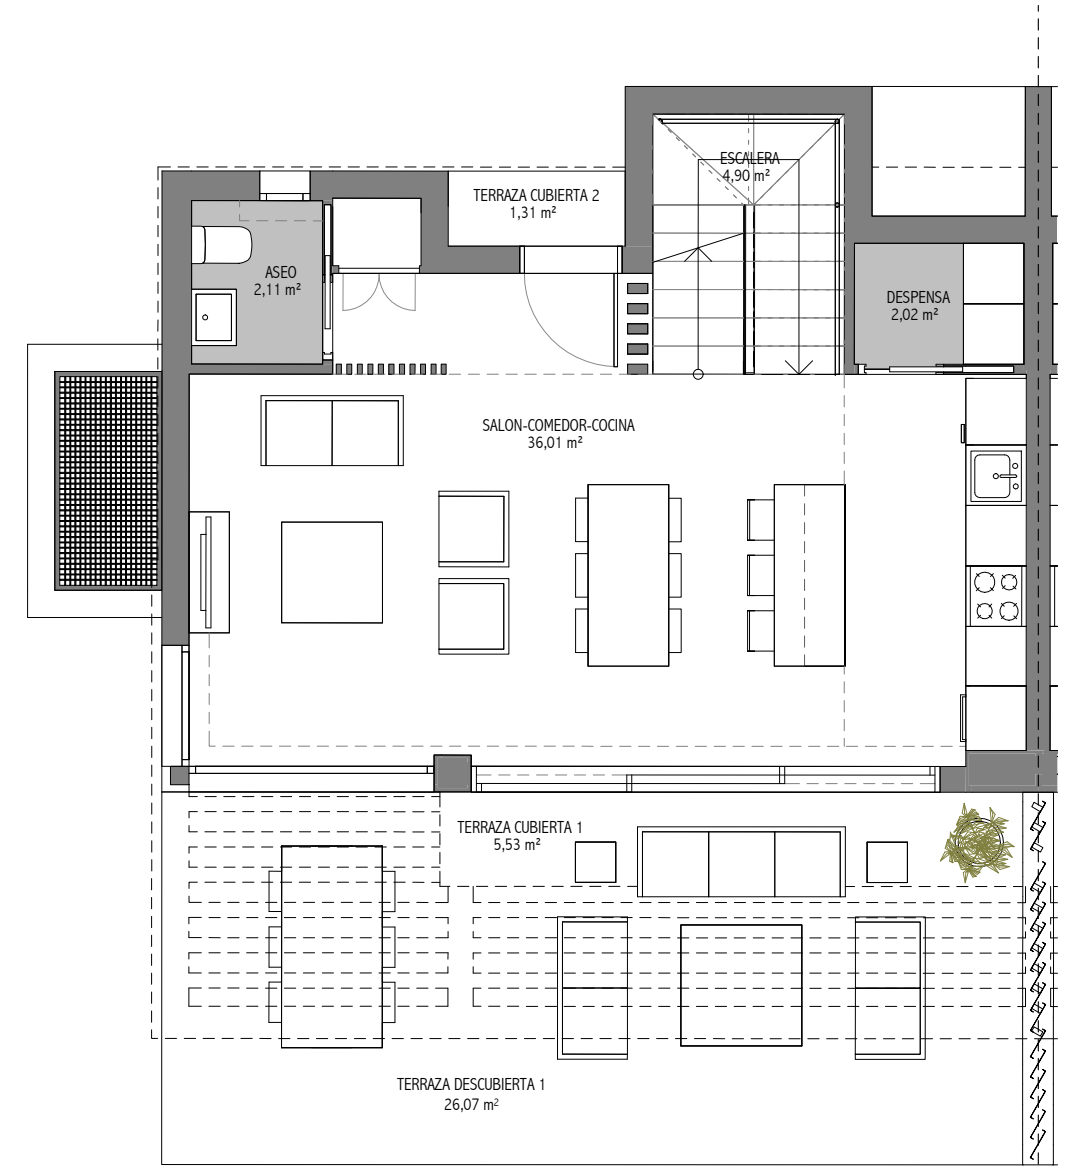 ESCALERA
4,90 m²
TERRAZA CUBIERTA 2
1,31 m²
ASEO
2,11 m²
DESPENSA
2,02 m²
SALON-COMEDOR-COCINA
36,01 m²
TERRAZA CUBIERTA 1
5,53 m²
TERRAZA DESCUBIERTA 1
26,07 m²